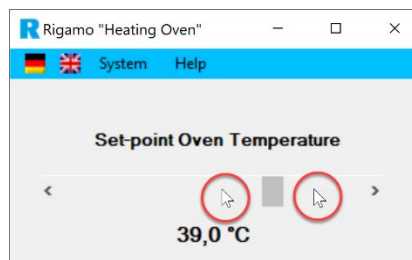 R Rigamo "Heating Oven"
System Help
Set-point Oven Temperature
39,0 °C